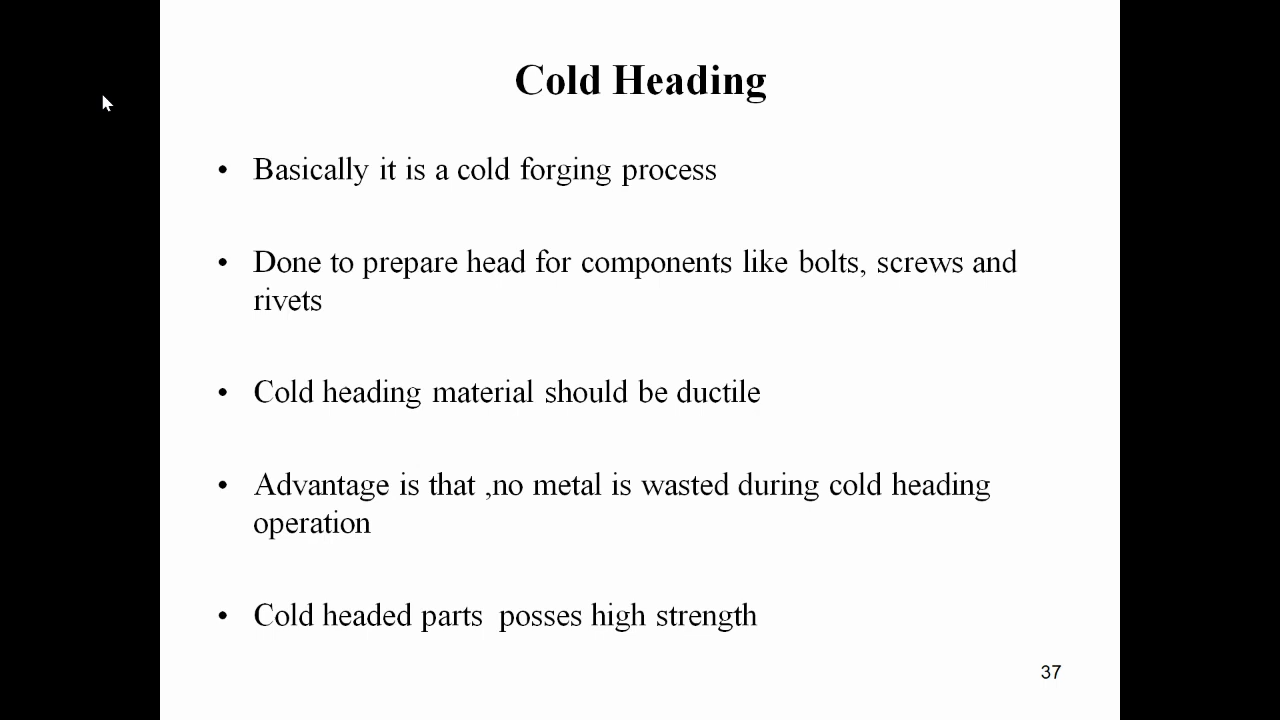 Cold Heading
• Basically it is a cold forging process
• Done to prepare head for components like bolts, screws and
rivets
• Cold heading material should be ductile
• Advantage is that ,no metal is wasted during cold heading
operation
• Cold headed parts  posses high strength
37